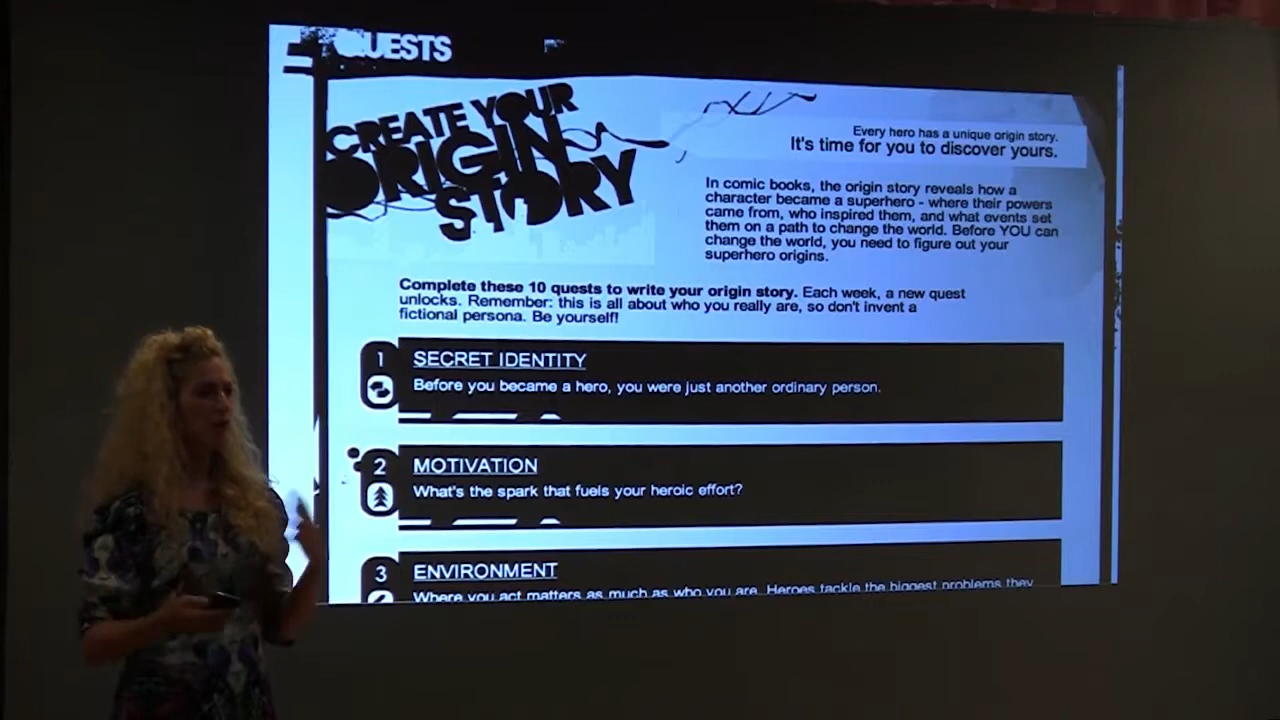 QUESTS
CREATE YOUR
ORIGIN
STORY
Every hero has a unique origin story.
It's time for you to discover yours.
In comic books, the origin story reveals how a
character became a superhero - where their powers
came from, who inspired them, and what events set
them on a path to change the world. Before YOU can
change the world, you need to figure out your
superhero origins.
Complete these 10 quests to write your origin story. Each week, a new quest
unlocks. Remember: this is all about who you really are, so don't invent a
fictional persona. Be yourself!
1 SECRET IDENTITY
Before you became a hero, you were just another ordinary person.
2 MOTIVATION
What's the spark that fuels your heroic effort?
3 ENVIRONMENT
Where you act matters as much as who you are. Heroes tackle the biggest problems they